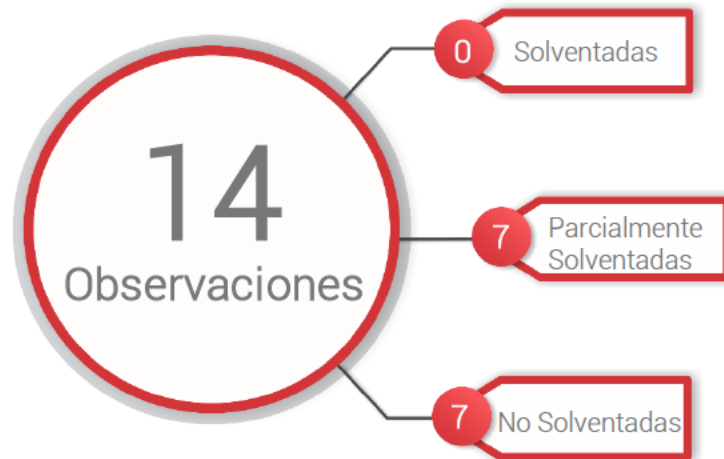 14
Observaciones
0
Solventadas
7
Parcialmente
Solventadas
7
No Solventadas